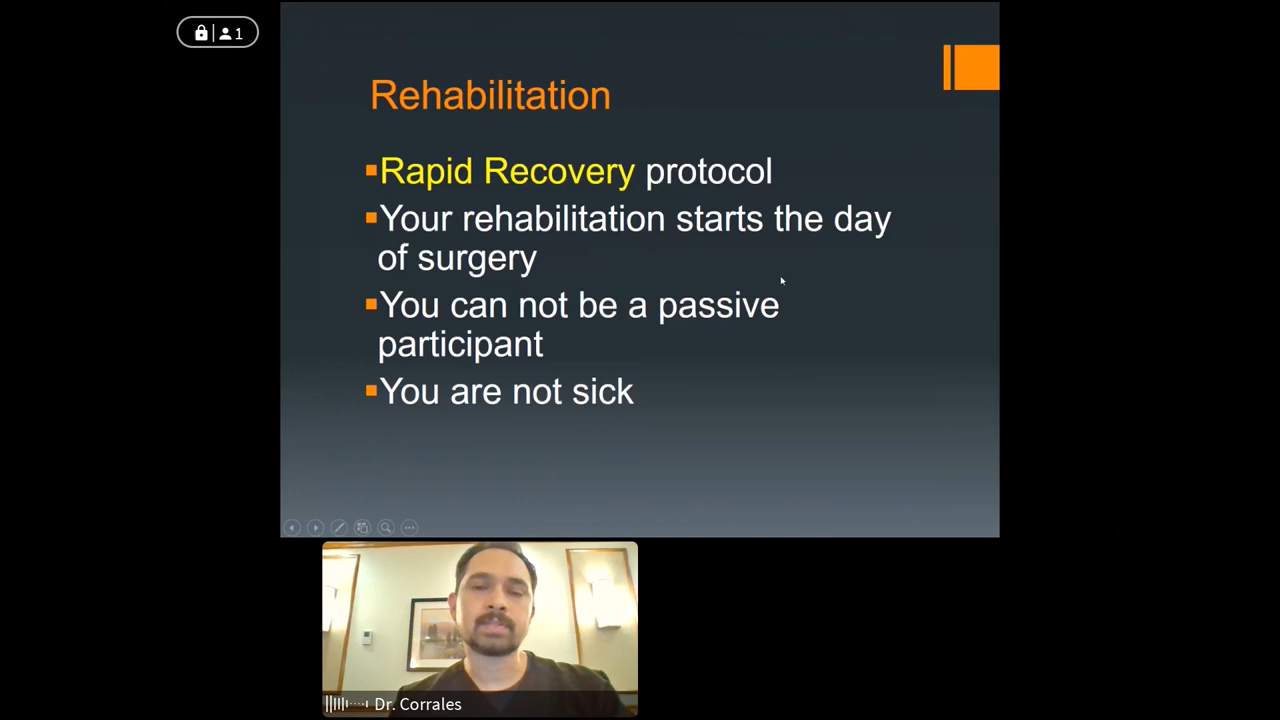 1
Rehabilitation
Rapid Recovery protocol
Your rehabilitation starts the day
of surgery
You can not be a passive
participant
You are not sick
Dr. Corrales